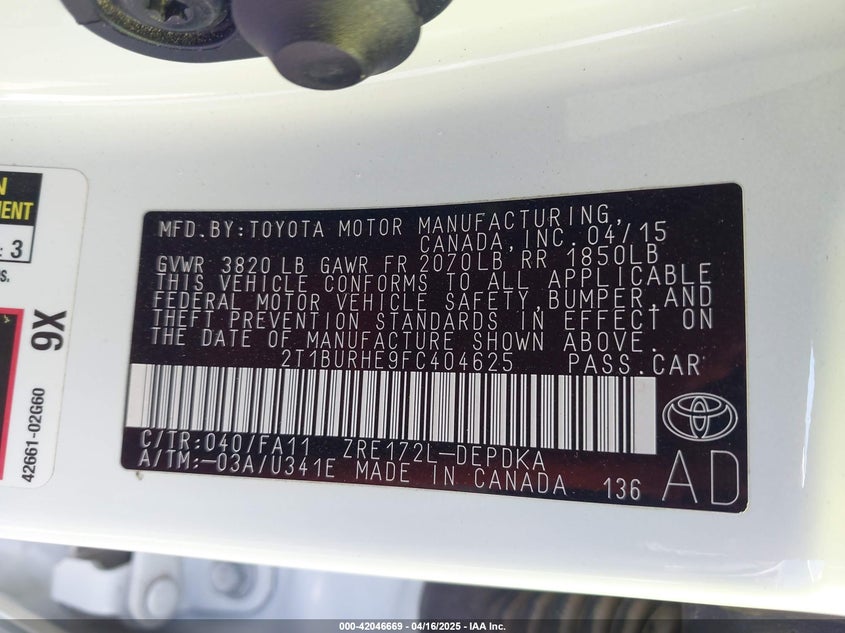 N
MENT
: 3
S.
9X
42661-02G60
MFD.BY:TOYOTA MOTOR MANUFACTURING,
CANADA,INC. 04/15
GVWR 3820 LB GAWR FR 2070LB, RR 1850LB
THIS VEHICLE CONFORMS TO ALL APPLICABLE
FEDERAL MOTOR VEHICLE SAFETY,BUMPER,AND
THEFT PREVENTION STANDARDS IN EFFECT ON
THE DATE OF MANUFACTURE SHOWN ABOVE.
2T1BURHE9FC404625 PASS.CAR
C/TR:040/FA11 ZRE172L-DEPDKA
A/TM:-03A/U341E MADE IN CANADA 136 AD
000-42046669 - 04/16/2025 - IAA Inc.